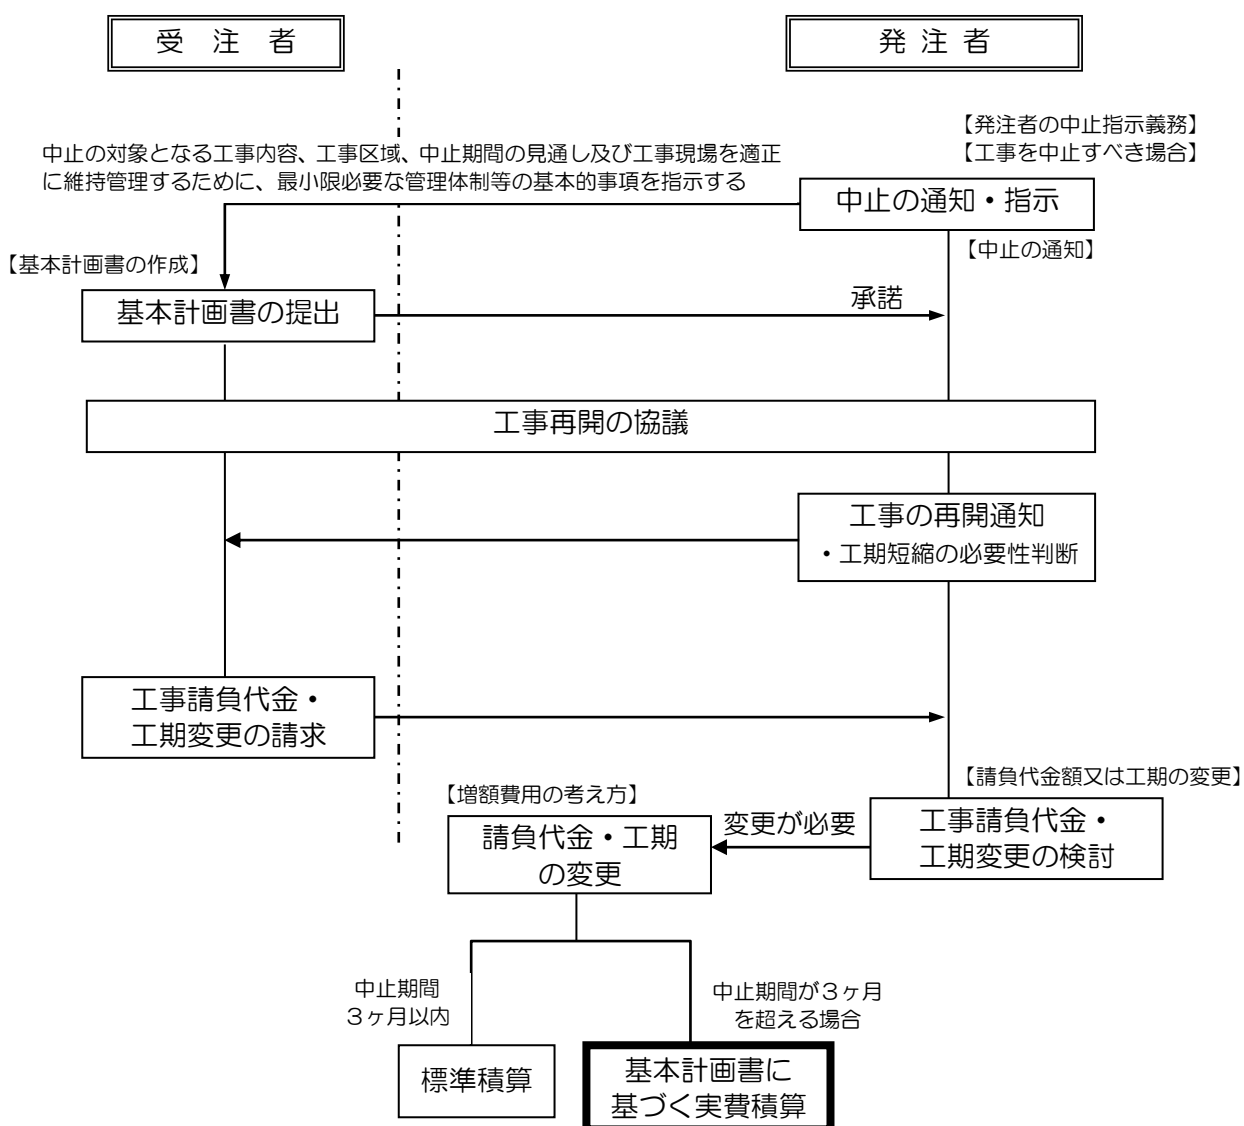 受 注 者
発 注 者
【発注者の中止指示義務】
【工事を中止すべき場合】
中止の対象となる工事内容、工事区域、中止期間の見通し及び工事現場を適正
に維持管理するために、最小限必要な管理体制等の基本的事項を指示する
中止の通知・指示
【中止の通知】
【基本計画書の作成】
基本計画書の提出
承諾
工事再開の協議
工事の再開通知
・工期短縮の必要性判断
工事請負代金・
工期変更の請求
【請負代金額又は工期の変更】
工事請負代金・
工期変更の検討
変更が必要
【増額費用の考え方】
請負代金・工期
の変更
中止期間
３ヶ月以内
中止期間が３ヶ月
を超える場合
標準積算
基本計画書に
基づく実費積算